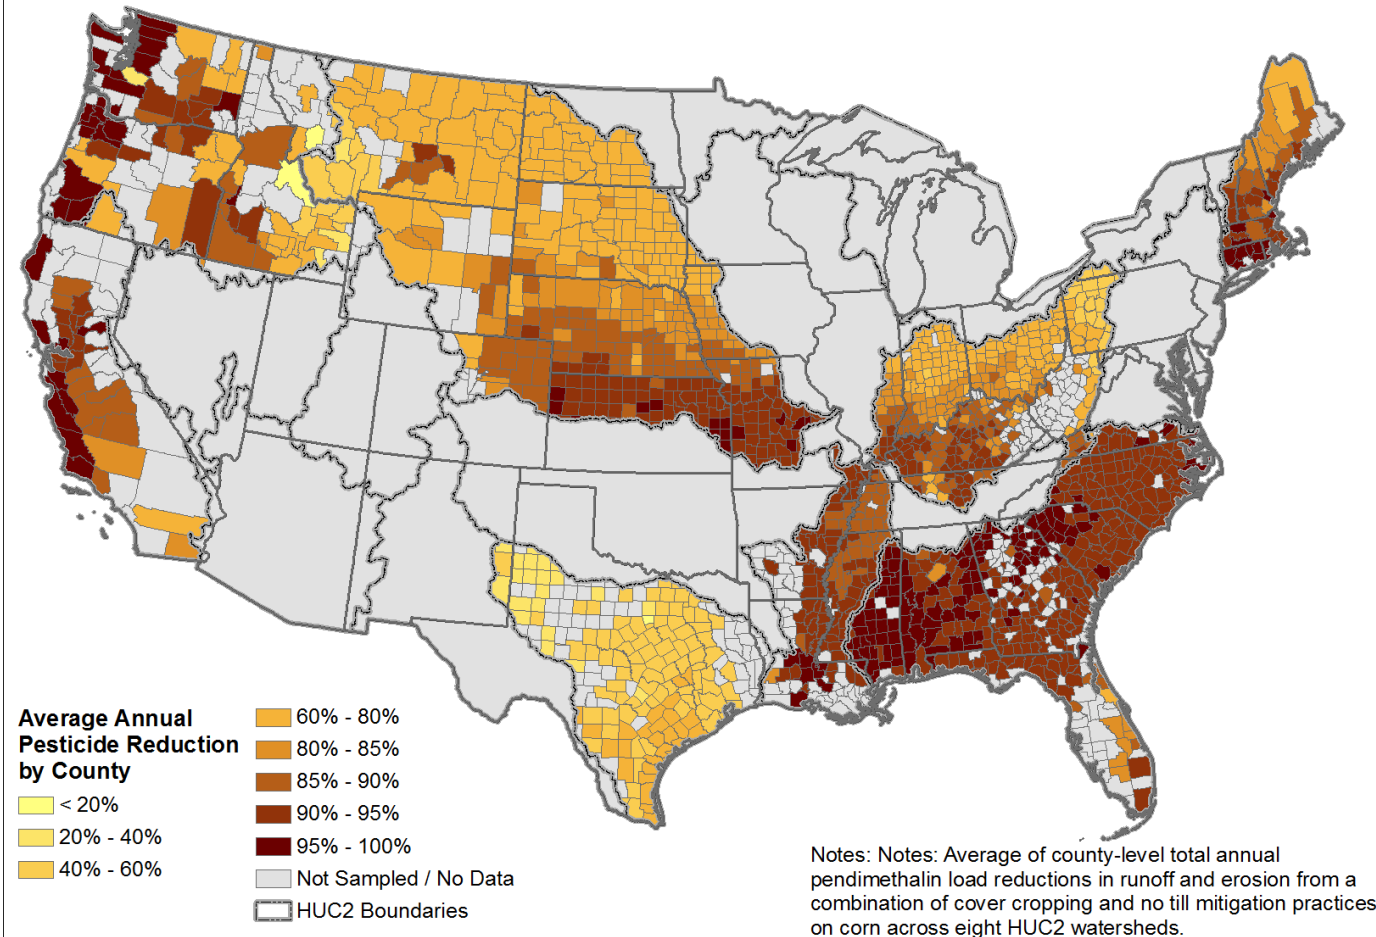 Average Annual
Pesticide Reduction
by County
< 20%
20% - 40%
40% - 60%
60% - 80%
80% - 85%
85% - 90%
90% - 95%
95% - 100%
Not Sampled / No Data
HUC2 Boundaries
Notes: Notes: Average of county-level total annual
pendimethalin load reductions in runoff and erosion from a
combination of cover cropping and no till mitigation practices
on corn across eight HUC2 watersheds.